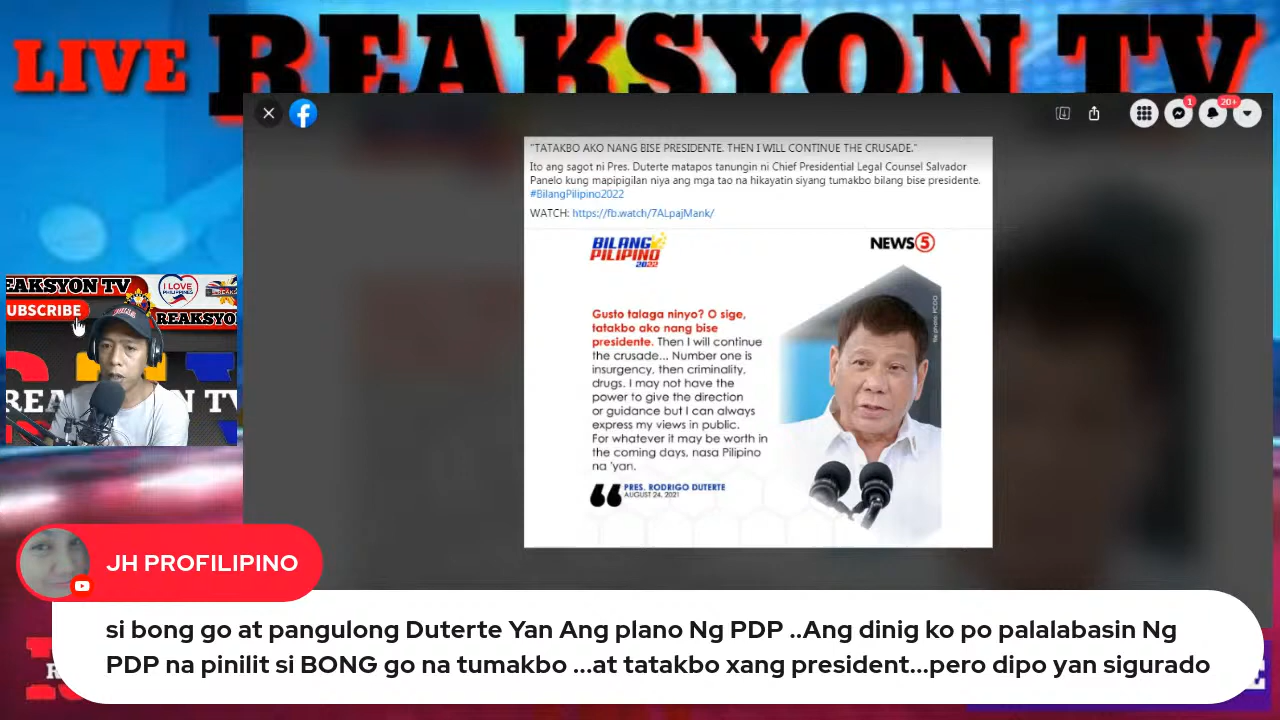 LIVE REAKSYON TV
"TATAKBO AKO NANG BISE PRESIDENTE. THEN I WILL CONTINUE THE CRUSADE."
Ito ang sagot ni Pres. Duterte matapos tanungin ni Chief Presidential Legal Counsel Salvador
Panelo kung mapipigilan niya ang mga tao na hikayatin siyang tumakbo bilang bise presidente.
#BilangPilipino2022
WATCH: https://fb.watch/7ALpajMank/
BILANG
PILIPINO
2022
NEWS5
Gusto talaga ninyo? O sige,
tatakbo ako nang bise
presidente. Then I will continue
the crusade... Number one is
insurgency, then criminality,
drugs. I may not have the
power to give the direction
or guidance but I can always
express my views in public.
For whatever it may be worth in
the coming days, nasa Pilipino
na 'yan.
PRES. RODRIGO DUTERTE
AUGUST 24, 2021
1
20+
EAKSYON TV
I LOVE
PHILIPPINES
UBSCRIBE
REAKSYON
JH PROFILIPINO
si bong go at pangulong Duterte Yan Ang plano Ng PDP ..Ang dinig ko po palalabasin Ng
PDP na pinilit si BONG go na tumakbo ...at tatakbo xang president...pero dipo yan sigurado